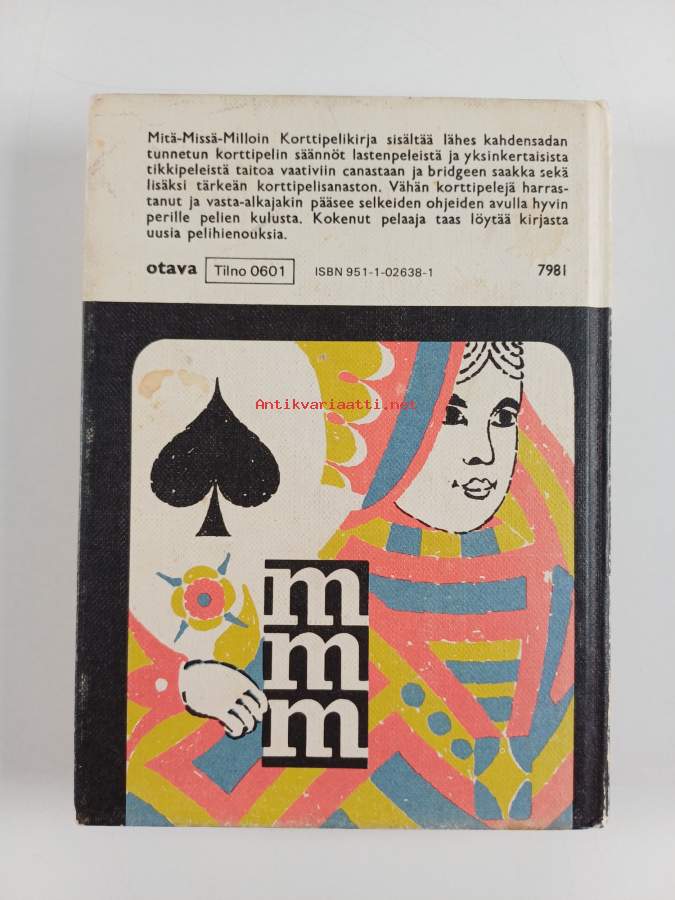 Mitä-Missä-Milloin Korttipelikirja sisältää lähes kahdensadan
tunnetun korttipelin säännöt lastenpeleistä ja yksinkertaisista
tikkipeleistä taitoa vaativiin canastaan ja bridgeen saakka sekä
lisäksi tärkeän korttipelisanaston. Vähän korttipelejä harras-
tanut ja vasta-alkajakin pääsee selkeiden ohjeiden avulla hyvin
perille pelien kulusta. Kokenut pelaaja taas löytää kirjasta
uusia pelihienouksia.
otava Tilno 0601 ISBN 951-1-02638-1 7981
Antikvariaatti.net
m
m
m